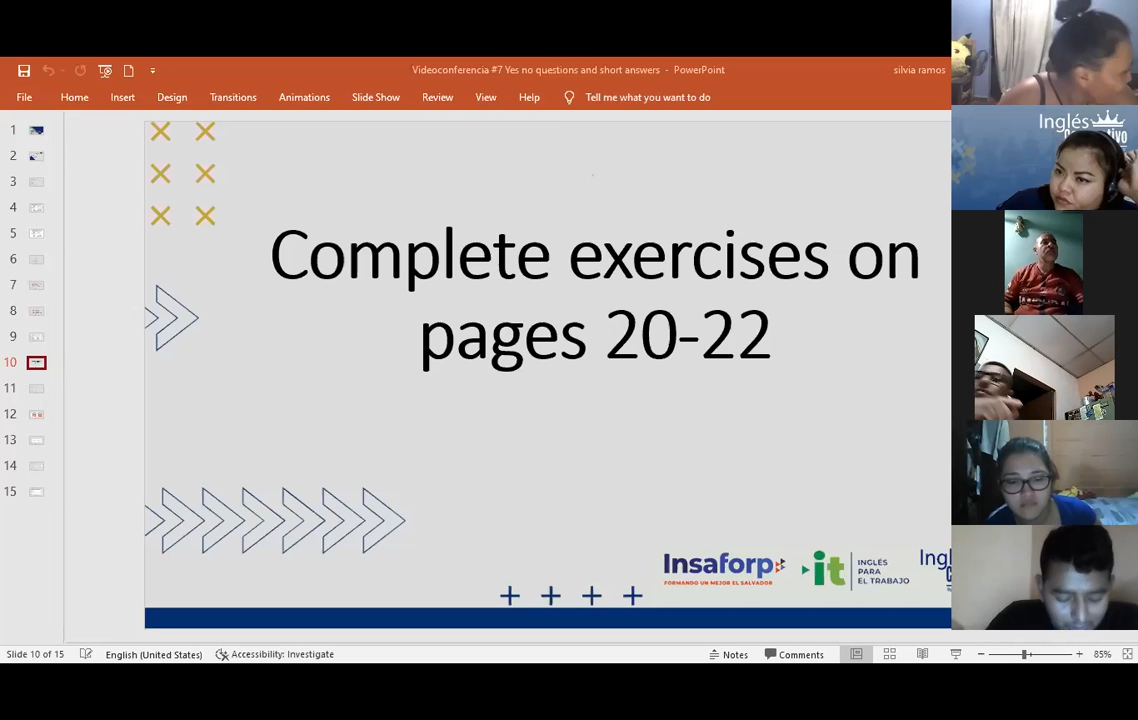 Videoconferencia #7 Yes no questions and short answers - PowerPoint
silvia ramos
File Home Insert Design Transitions Animations Slide Show Review View Help Tell me what you want to do
1
2
3
4
5
6
7
8
9
10
11
12
13
14
15
Complete exercises on
pages 20-22
Insaforp
FORMANDO UN MEJOR EL SALVADOR
it
INGLÉS
PARA
EL TRABAJO
Ingl
Inglés
Slide 10 of 15 English (United States) Accessibility: Investigate Notes Comments 85%